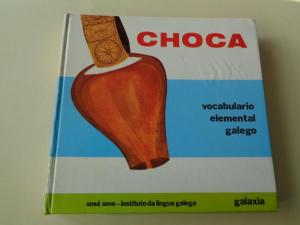 CHOCA
vocabulario
elemental
galego
xosé xove - instituto da lingua galega
galaxia